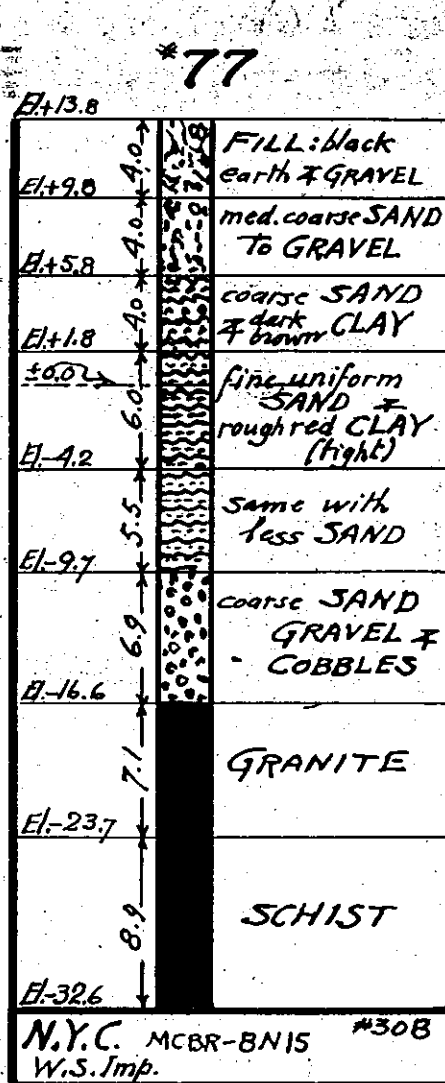 *77
El.+13.8
4.0
FILL: black
earth & GRAVEL
El.+9.8
4.0
med. coarse SAND
To GRAVEL
El.+5.8
4.0
coarse SAND
& dark brown CLAY
El.+1.8
±0.0
6.0
fine uniform
SAND &
rough red CLAY
(tight)
El.-4.2
5.5
same with
less SAND
El.-9.7
6.9
coarse SAND
GRAVEL &
COBBLES
El.-16.6
7.1
GRANITE
El.-23.7
8.9
SCHIST
El.-32.6
N.Y.C. MCBR-8N15 #308
W.S. Imp.